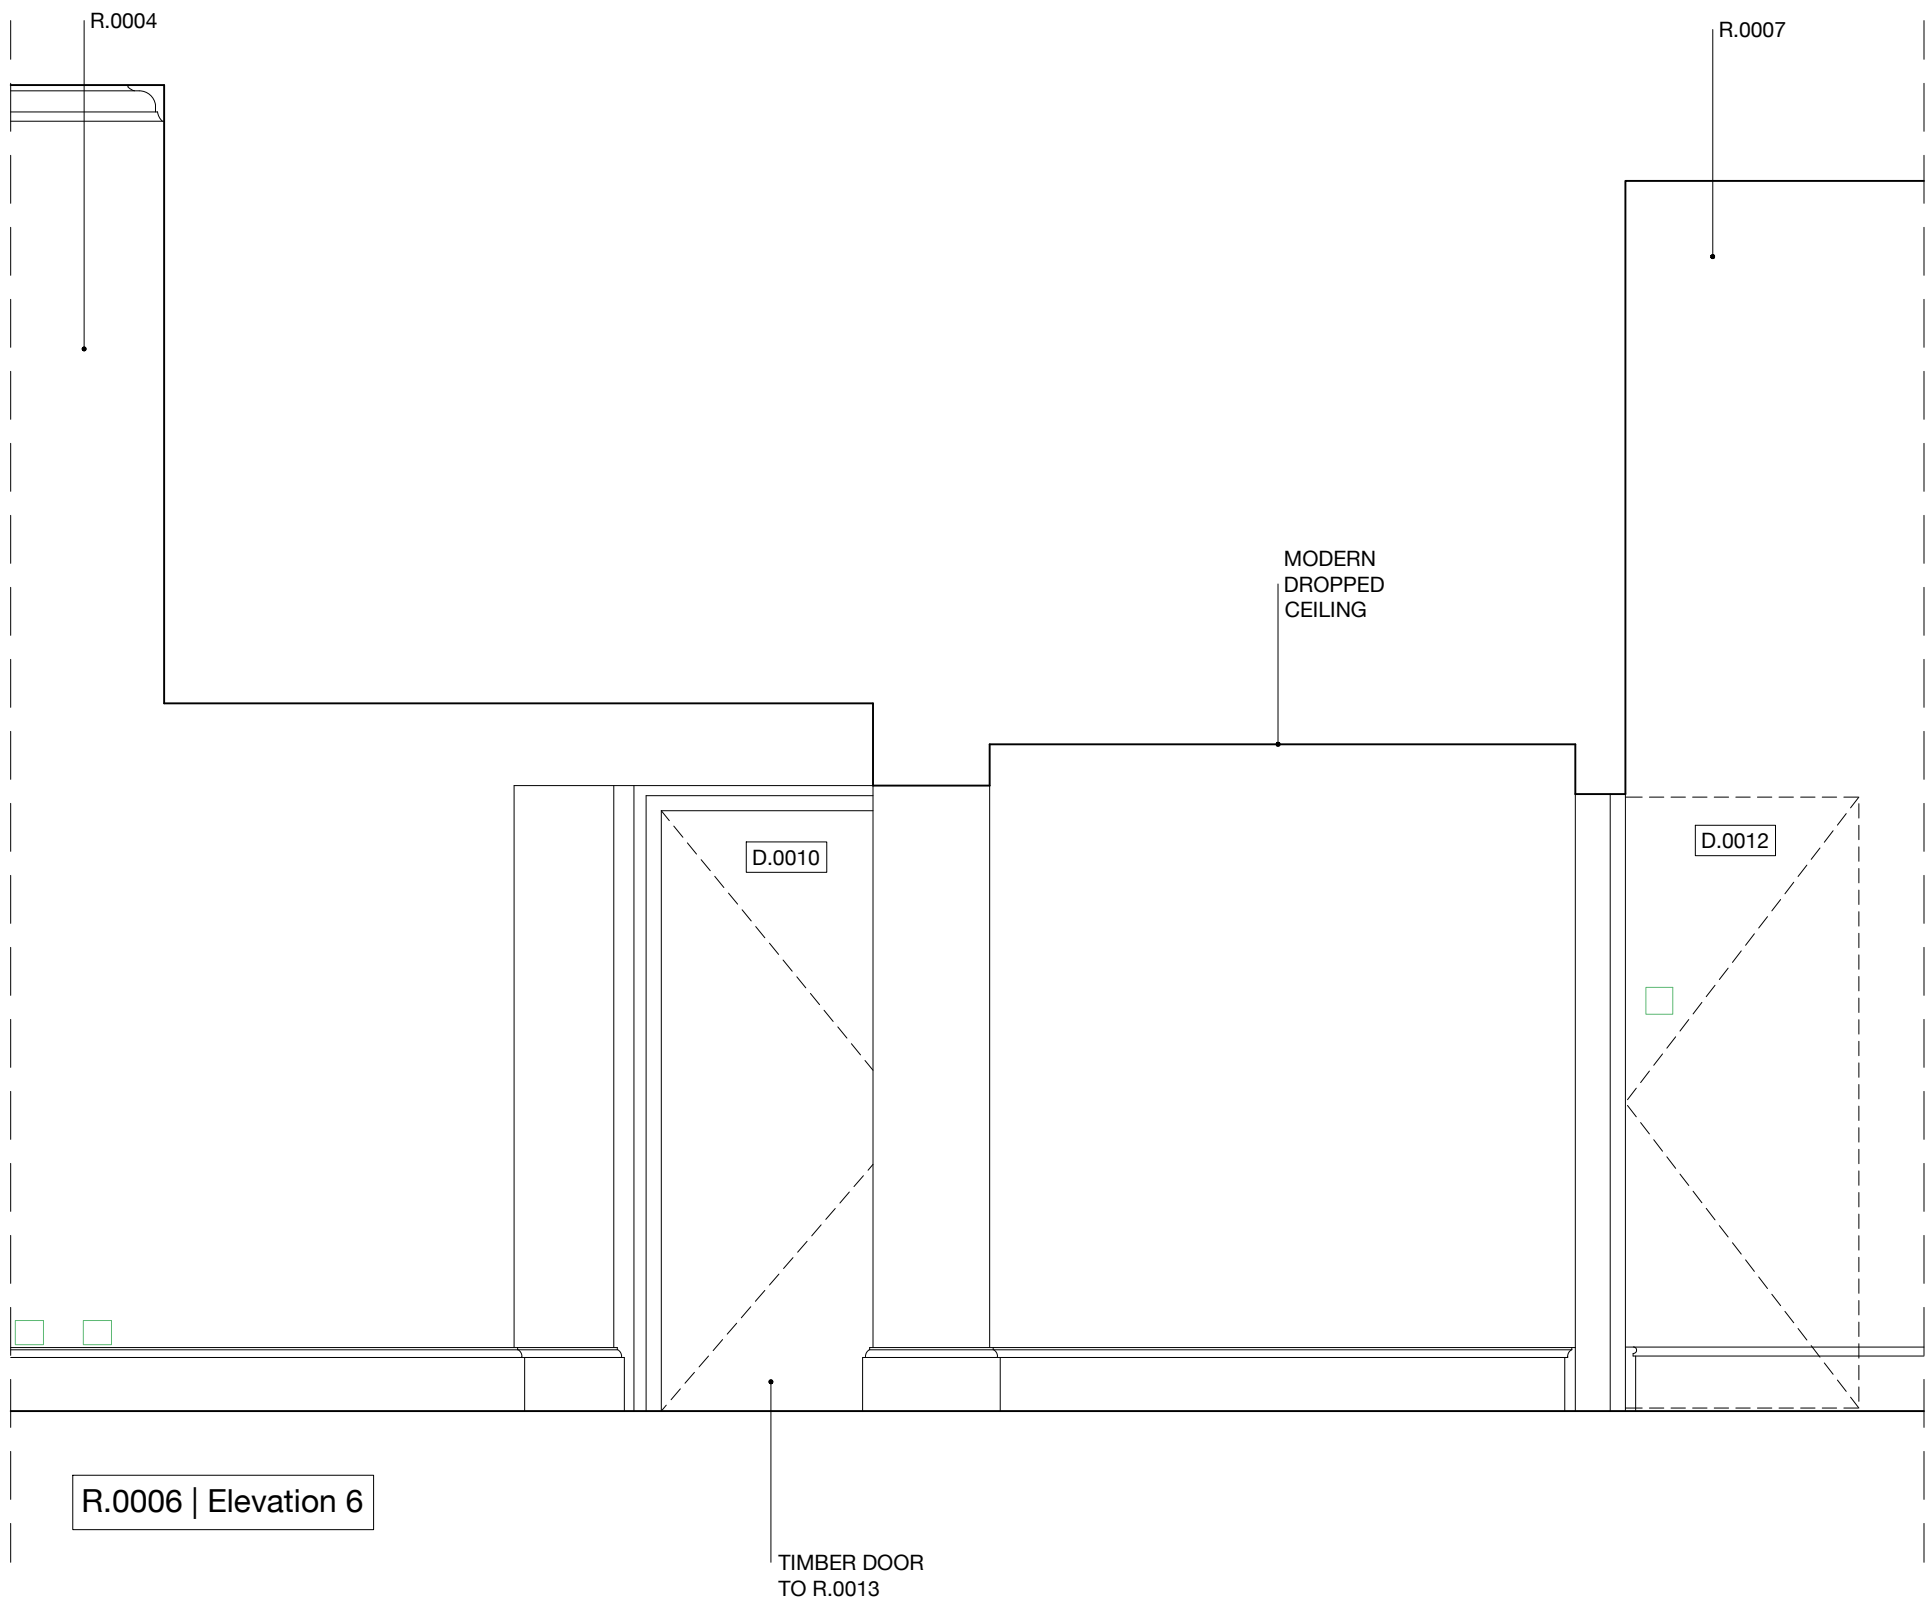 R.0004
R.0007
MODERN
DROPPED
CEILING
D.0010
D.0012
R.0006 | Elevation 6
TIMBER DOOR
TO R.0013